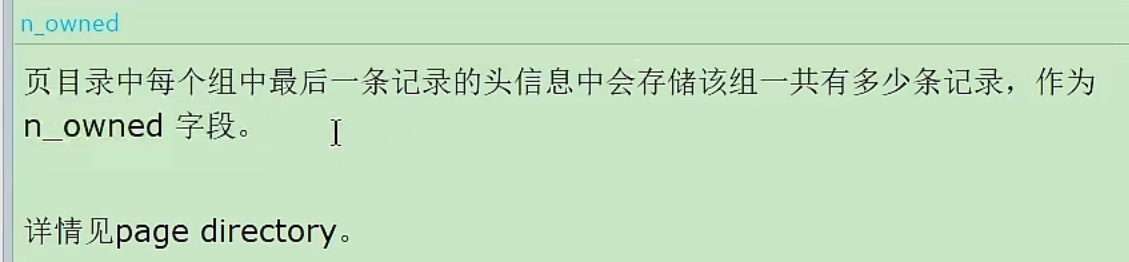 n_owned
页目录中每个组中最后一条记录的头信息中会存储该组一共有多少条记录，作为
n_owned 字段。
详情见page directory。